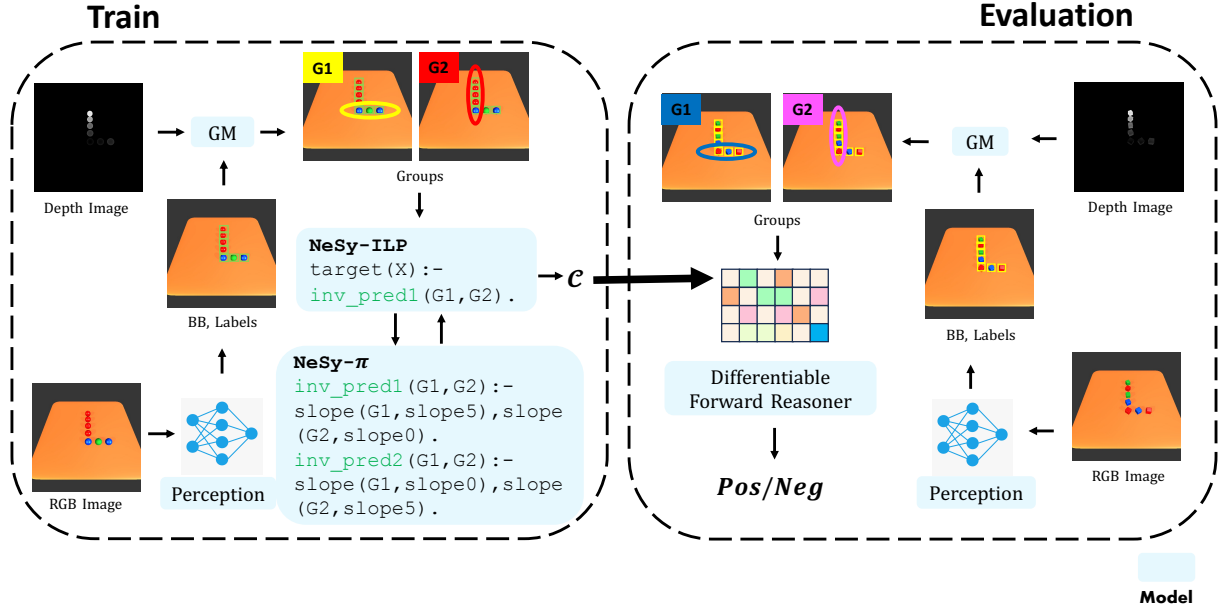 Train
G1
G2
GM
Groups
Depth Image
NeSy-ILP
target(X):-
inv_pred1(G1,G2).
C
BB, Labels
NeSy-π
inv_pred1(G1,G2):-
slope(G1,slope5),slope
(G2,slope0).
inv_pred2(G1,G2):-
slope(G1,slope0),slope
(G2,slope5).
RGB Image
Perception
Evaluation
G1
G2
GM
Groups
Depth Image
BB, Labels
Differentiable
Forward Reasoner
Pos/Neg
Perception
RGB Image
Model